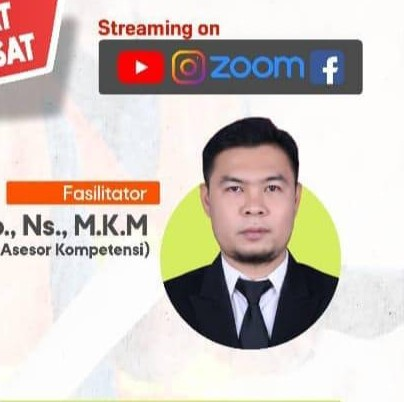 Streaming on
zoom
Fasilitator
Ns., M.K.M
Asesor Kompetensi)